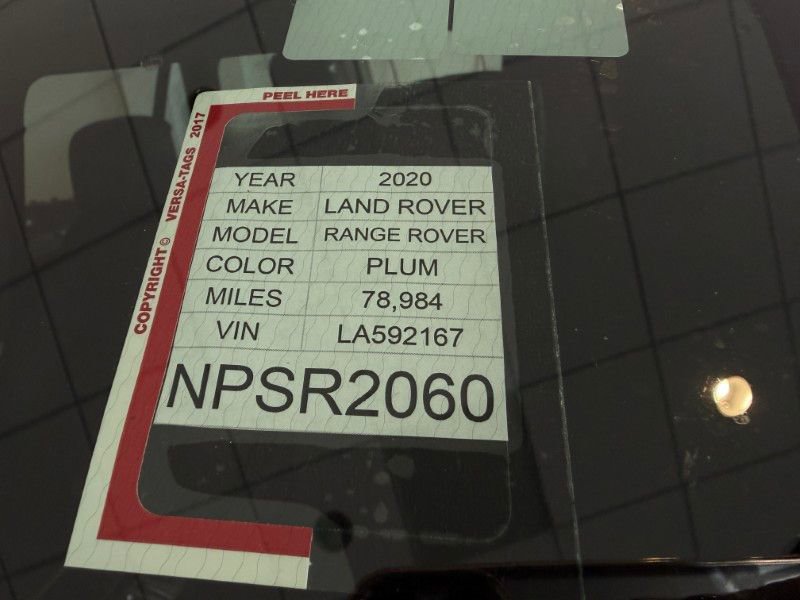 PEEL HERE
COPYRIGHT © VERSA-TAGS 2017
YEAR 2020
MAKE LAND ROVER
MODEL RANGE ROVER
COLOR PLUM
MILES 78,984
VIN LA592167
NPSR2060